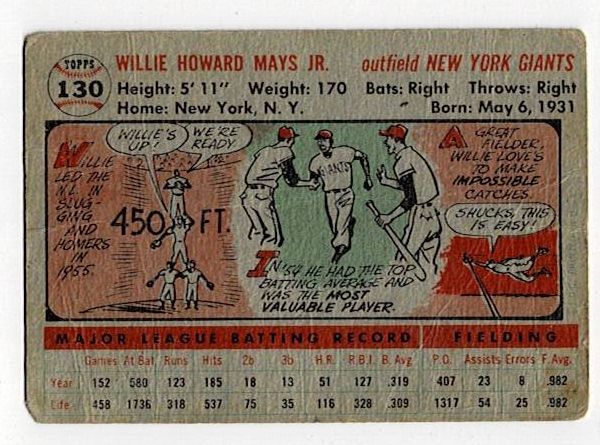 TOPPS
130
WILLIE HOWARD MAYS JR. outfield NEW YORK GIANTS
Height: 5' 11" Weight: 170 Bats: Right Throws: Right
Home: New York, N. Y. Born: May 6, 1931
WILLIE
LED THE
N.L. IN
SLUG-
GING
AND
HOMERS
IN
1955.
WILLIE'S
UP!
WE'RE
READY
450 FT.
GIANTS
IN '54 HE HAD THE TOP
BATTING AVERAGE AND
WAS THE MOST
VALUABLE PLAYER.
A GREAT
FIELDER,
WILLIE LOVE'S
TO MAKE
IMPOSSIBLE
CATCHES.
SHUCKS, THIS
IS EASY!
MAJOR LEAGUE BATTING RECORD FIELDING
Games At Bat Runs Hits 2b 3b H.R. R.B.I. B. Avg P.O. Assists Errors F. Avg.
Year 152 580 123 185 18 13 51 127 .319 407 23 8 .982
Life 458 1736 318 537 75 35 116 328 .309 1317 54 25 .982